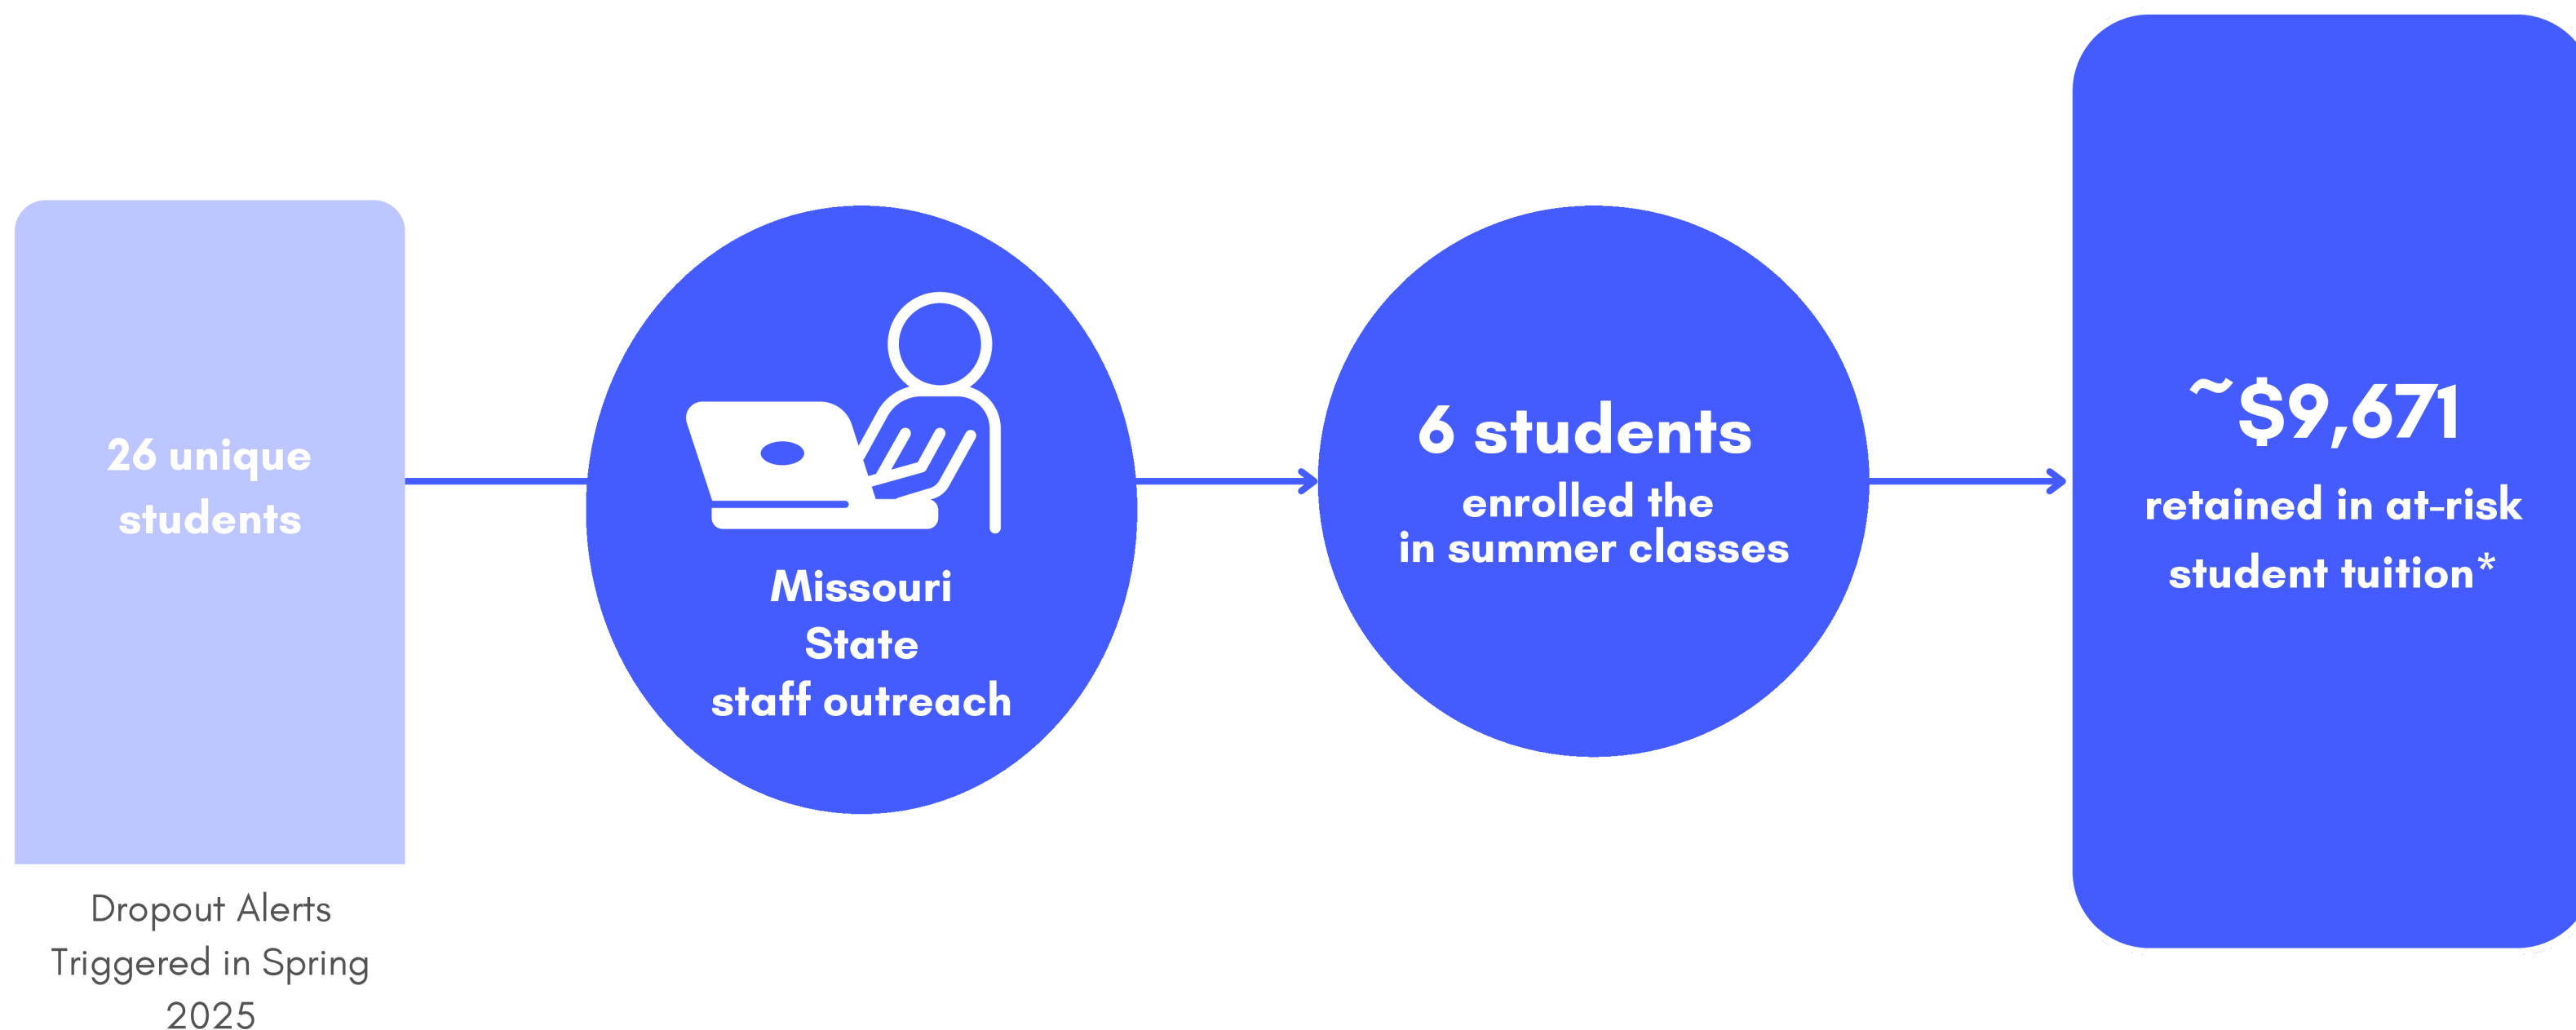 26 unique
students
Dropout Alerts
Triggered in Spring
2025
Missouri
State
staff outreach
6 students
enrolled the
in summer classes
~$9,671
retained in at-risk
student tuition*